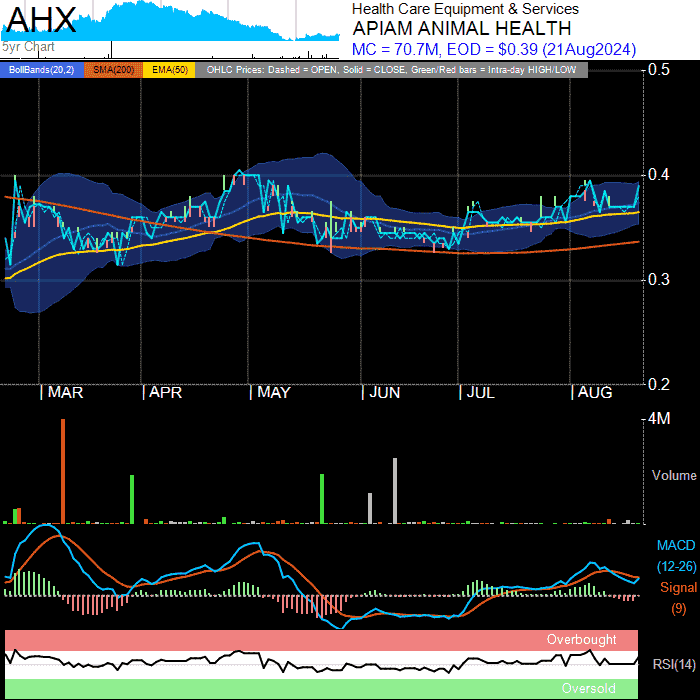 AHX
5yr Chart
Health Care Equipment & Services
APIAM ANIMAL HEALTH
MC = 70.7M, EOD = $0.39 (21Aug2024)
BollBands(20,2) SMA(200) EMA(50) OHLC Prices: Dashed = OPEN, Solid = CLOSE, Green/Red bars = Intra-day HIGH/LOW
0.5
0.4
0.3
0.2
MAR APR MAY JUN JUL AUG
4M
Volume
MACD
(12-26)
Signal
(9)
Overbought
RSI(14)
Oversold